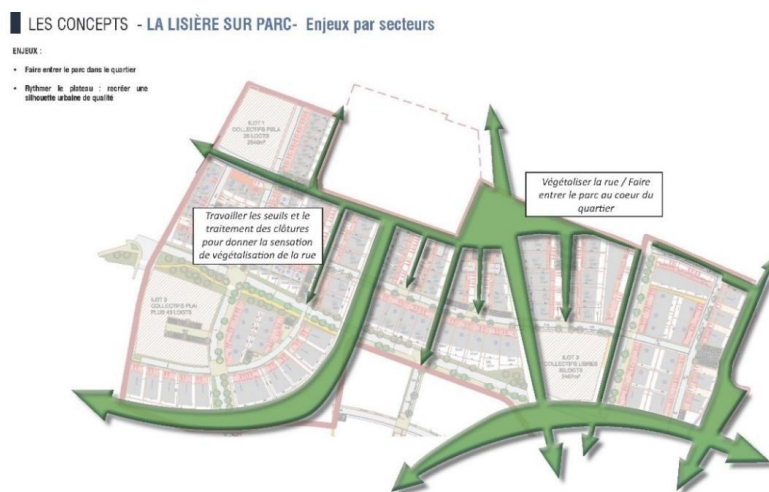 LES CONCEPTS - LA LISIÈRE SUR PARC- Enjeux par secteurs
ENJEUX :
• Faire entrer le parc dans le quartier
• Rythmer le plateau : recréer une
silhouette urbaine de qualité
ILOT 1
COLLECTIFS PSLA
Végétaliser la rue / Faire
entrer le parc au coeur du
quartier
Travailler les seuils et le
traitement des clôtures
pour donner la sensation
de végétalisation de la rue
COLLECTIFS PLAI
ILOT 3
COLLECTIFS LIBRES